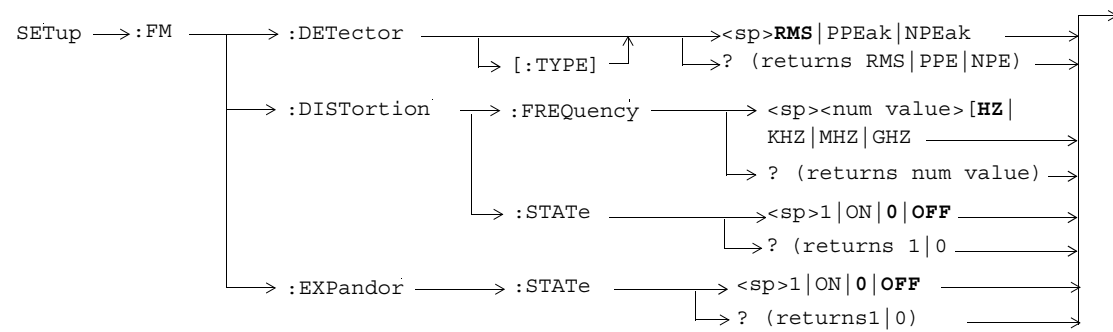 SETup :FM :DETector <sp>RMS|PPEak|NPEak
[:TYPE] ? (returns RMS|PPE|NPE)
:DISTortion :FREQuency <sp><num value>[HZ|
KHZ|MHZ|GHZ
? (returns num value)
:STATe <sp>1|ON|0|OFF
? (returns 1|0
:EXPandor :STATe <sp>1|ON|0|OFF
? (returns1|0)